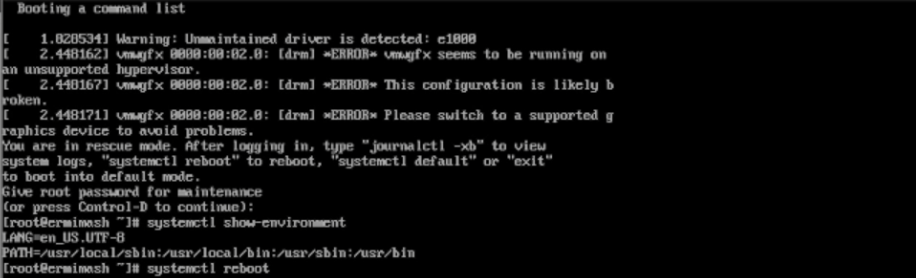 Booting a command list
[    1.028534] Warning: Unmaintained driver is detected: e1000
[    2.448162] vmwgfx 0000:00:02.0: [drm] *ERROR* vmwgfx seems to be running on
an unsupported hypervisor.
[    2.448167] vmwgfx 0000:00:02.0: [drm] *ERROR* This configuration is likely b
roken.
[    2.448171] vmwgfx 0000:00:02.0: [drm] *ERROR* Please switch to a supported g
raphics device to avoid problems.
You are in rescue mode. After logging in, type "journalctl -xb" to view
system logs, "systemctl reboot" to reboot, "systemctl default" or "exit"
to boot into default mode.
Give root password for maintenance
(or press Control-D to continue):
[root@ermimash ~]# systemctl show-environment
LANG=en_US.UTF-8
PATH=/usr/local/sbin:/usr/local/bin:/usr/sbin:/usr/bin
[root@ermimash ~]# systemctl reboot